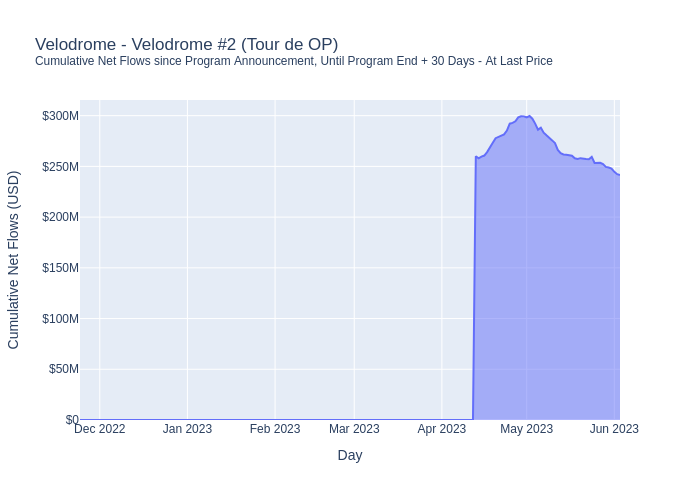 Velodrome - Velodrome #2 (Tour de OP)
Cumulative Net Flows since Program Announcement, Until Program End + 30 Days - At Last Price
Cumulative Net Flows (USD)
$300M
$250M
$200M
$150M
$100M
$50M
$0
Dec 2022 Jan 2023 Feb 2023 Mar 2023 Apr 2023 May 2023 Jun 2023
Day